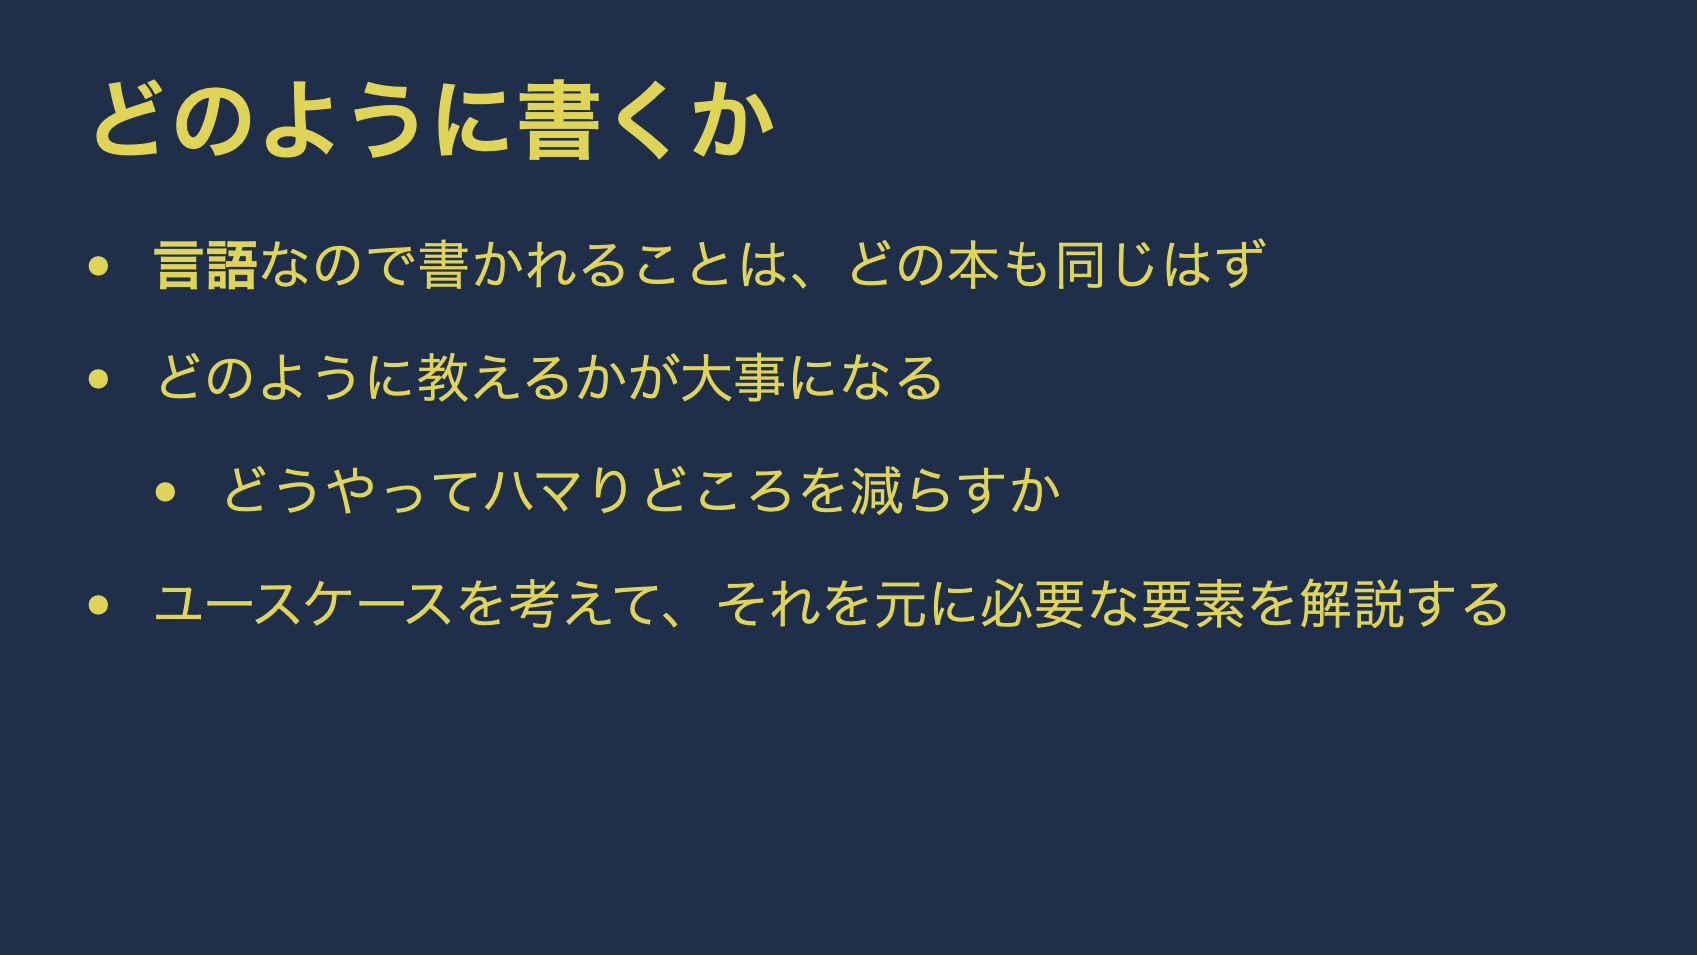 どのように書くか
• 言語なので書かれることは、どの本も同じはず
• どのように教えるかが大事になる
• どうやってハマりどころを減らすか
• ユースケースを考えて、それを元に必要な要素を解説する